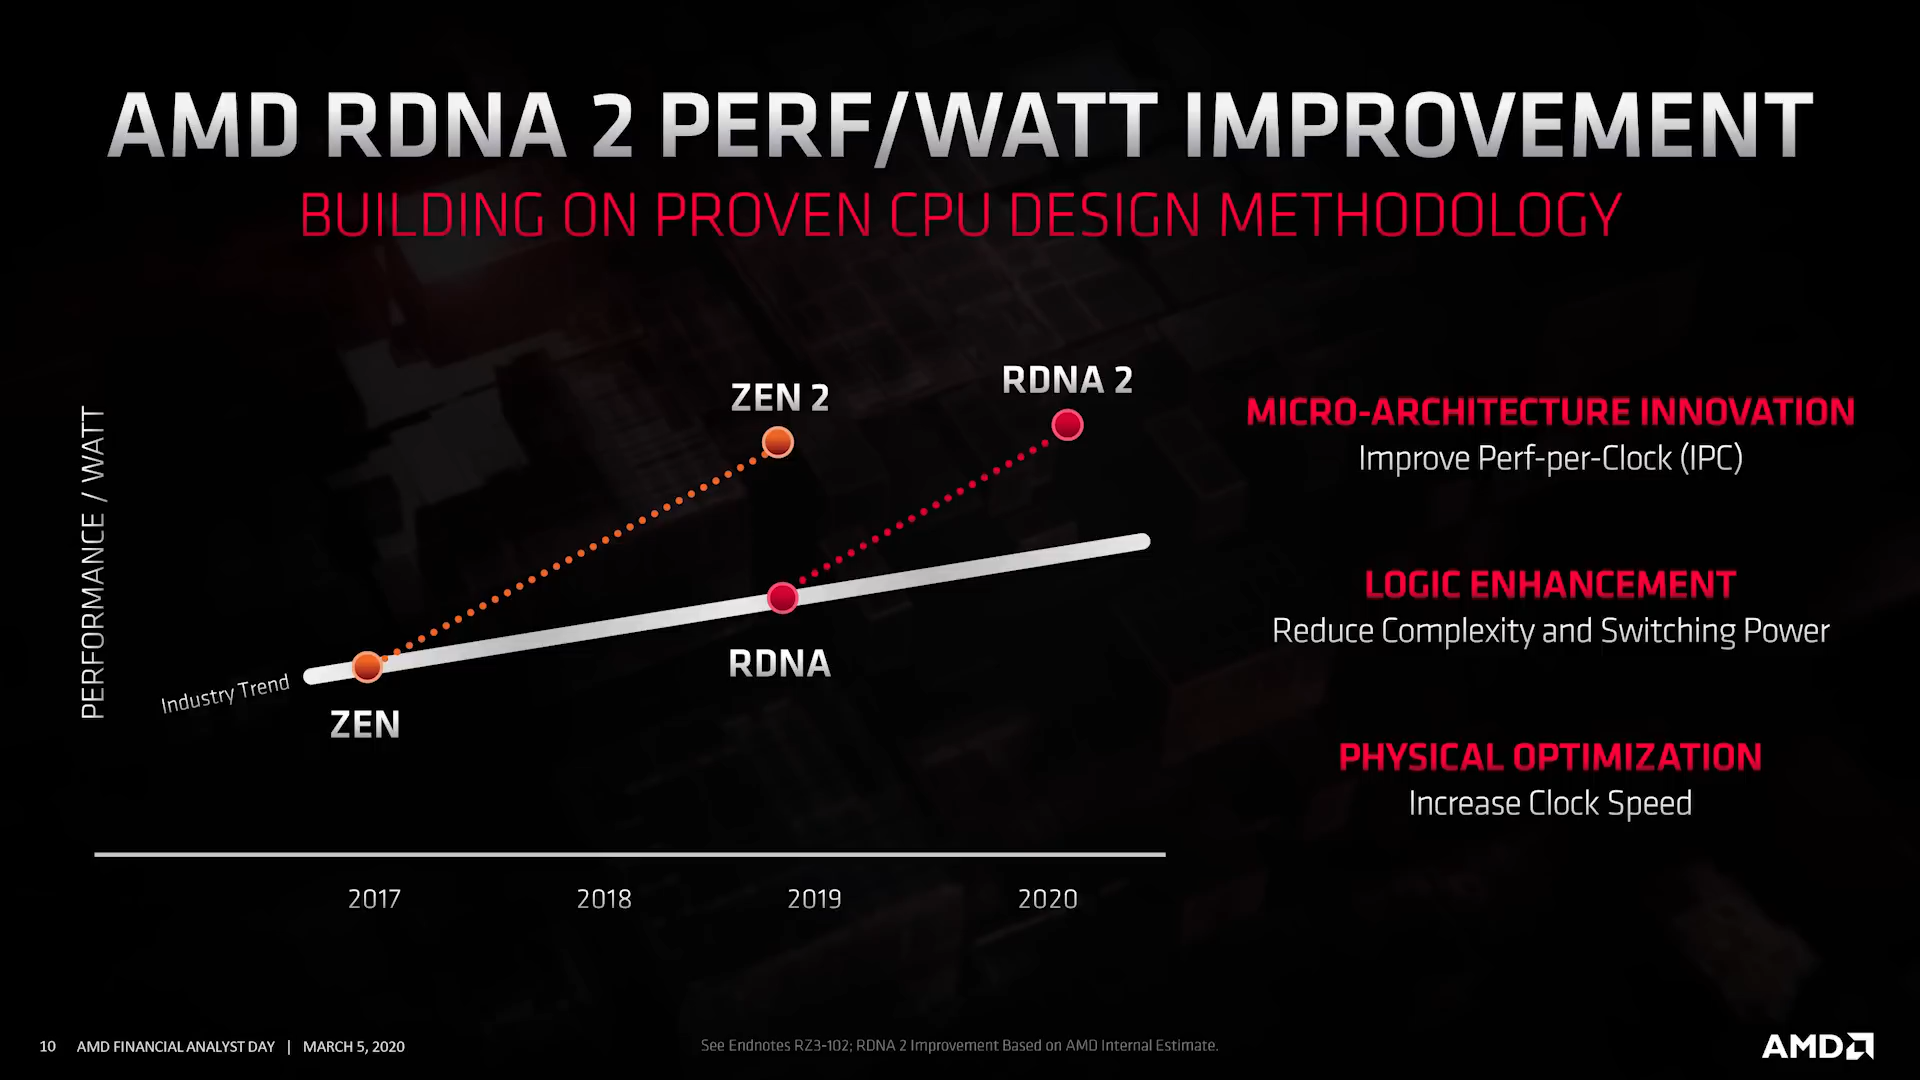 AMD RDNA 2 PERF/WATT IMPROVEMENT
BUILDING ON PROVEN CPU DESIGN METHODOLOGY
PERFORMANCE / WATT
ZEN 2
RDNA 2
Industry Trend
ZEN
RDNA
2017
2018
2019
2020
MICRO-ARCHITECTURE INNOVATION
Improve Perf-per-Clock (IPC)
LOGIC ENHANCEMENT
Reduce Complexity and Switching Power
PHYSICAL OPTIMIZATION
Increase Clock Speed
10 AMD FINANCIAL ANALYST DAY | MARCH 5, 2020
See Endnotes RZ3-102; RDNA 2 Improvement Based on AMD Internal Estimate.
AMD